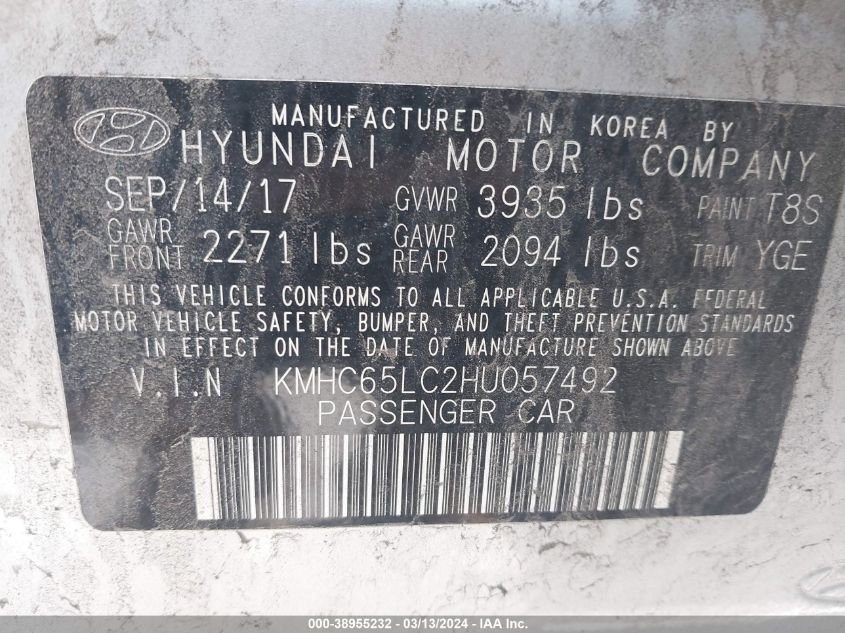 MANUFACTURED IN KOREA BY
HYUNDAI MOTOR COMPANY
SEP/14/17 GVWR 3935 lbs PAINT T8S
GAWR FRONT 2271 lbs GAWR REAR 2094 lbs TRIM YGE
THIS VEHICLE CONFORMS TO ALL APPLICABLE U.S.A. FEDERAL
MOTOR VEHICLE SAFETY, BUMPER, AND THEFT PREVENTION STANDARDS
IN EFFECT ON THE DATE OF MANUFACTURE SHOWN ABOVE.
V.I.N KMHC65LC2HU057492
PASSENGER CAR
000-38955232 - 03/13/2024 - IAA Inc.